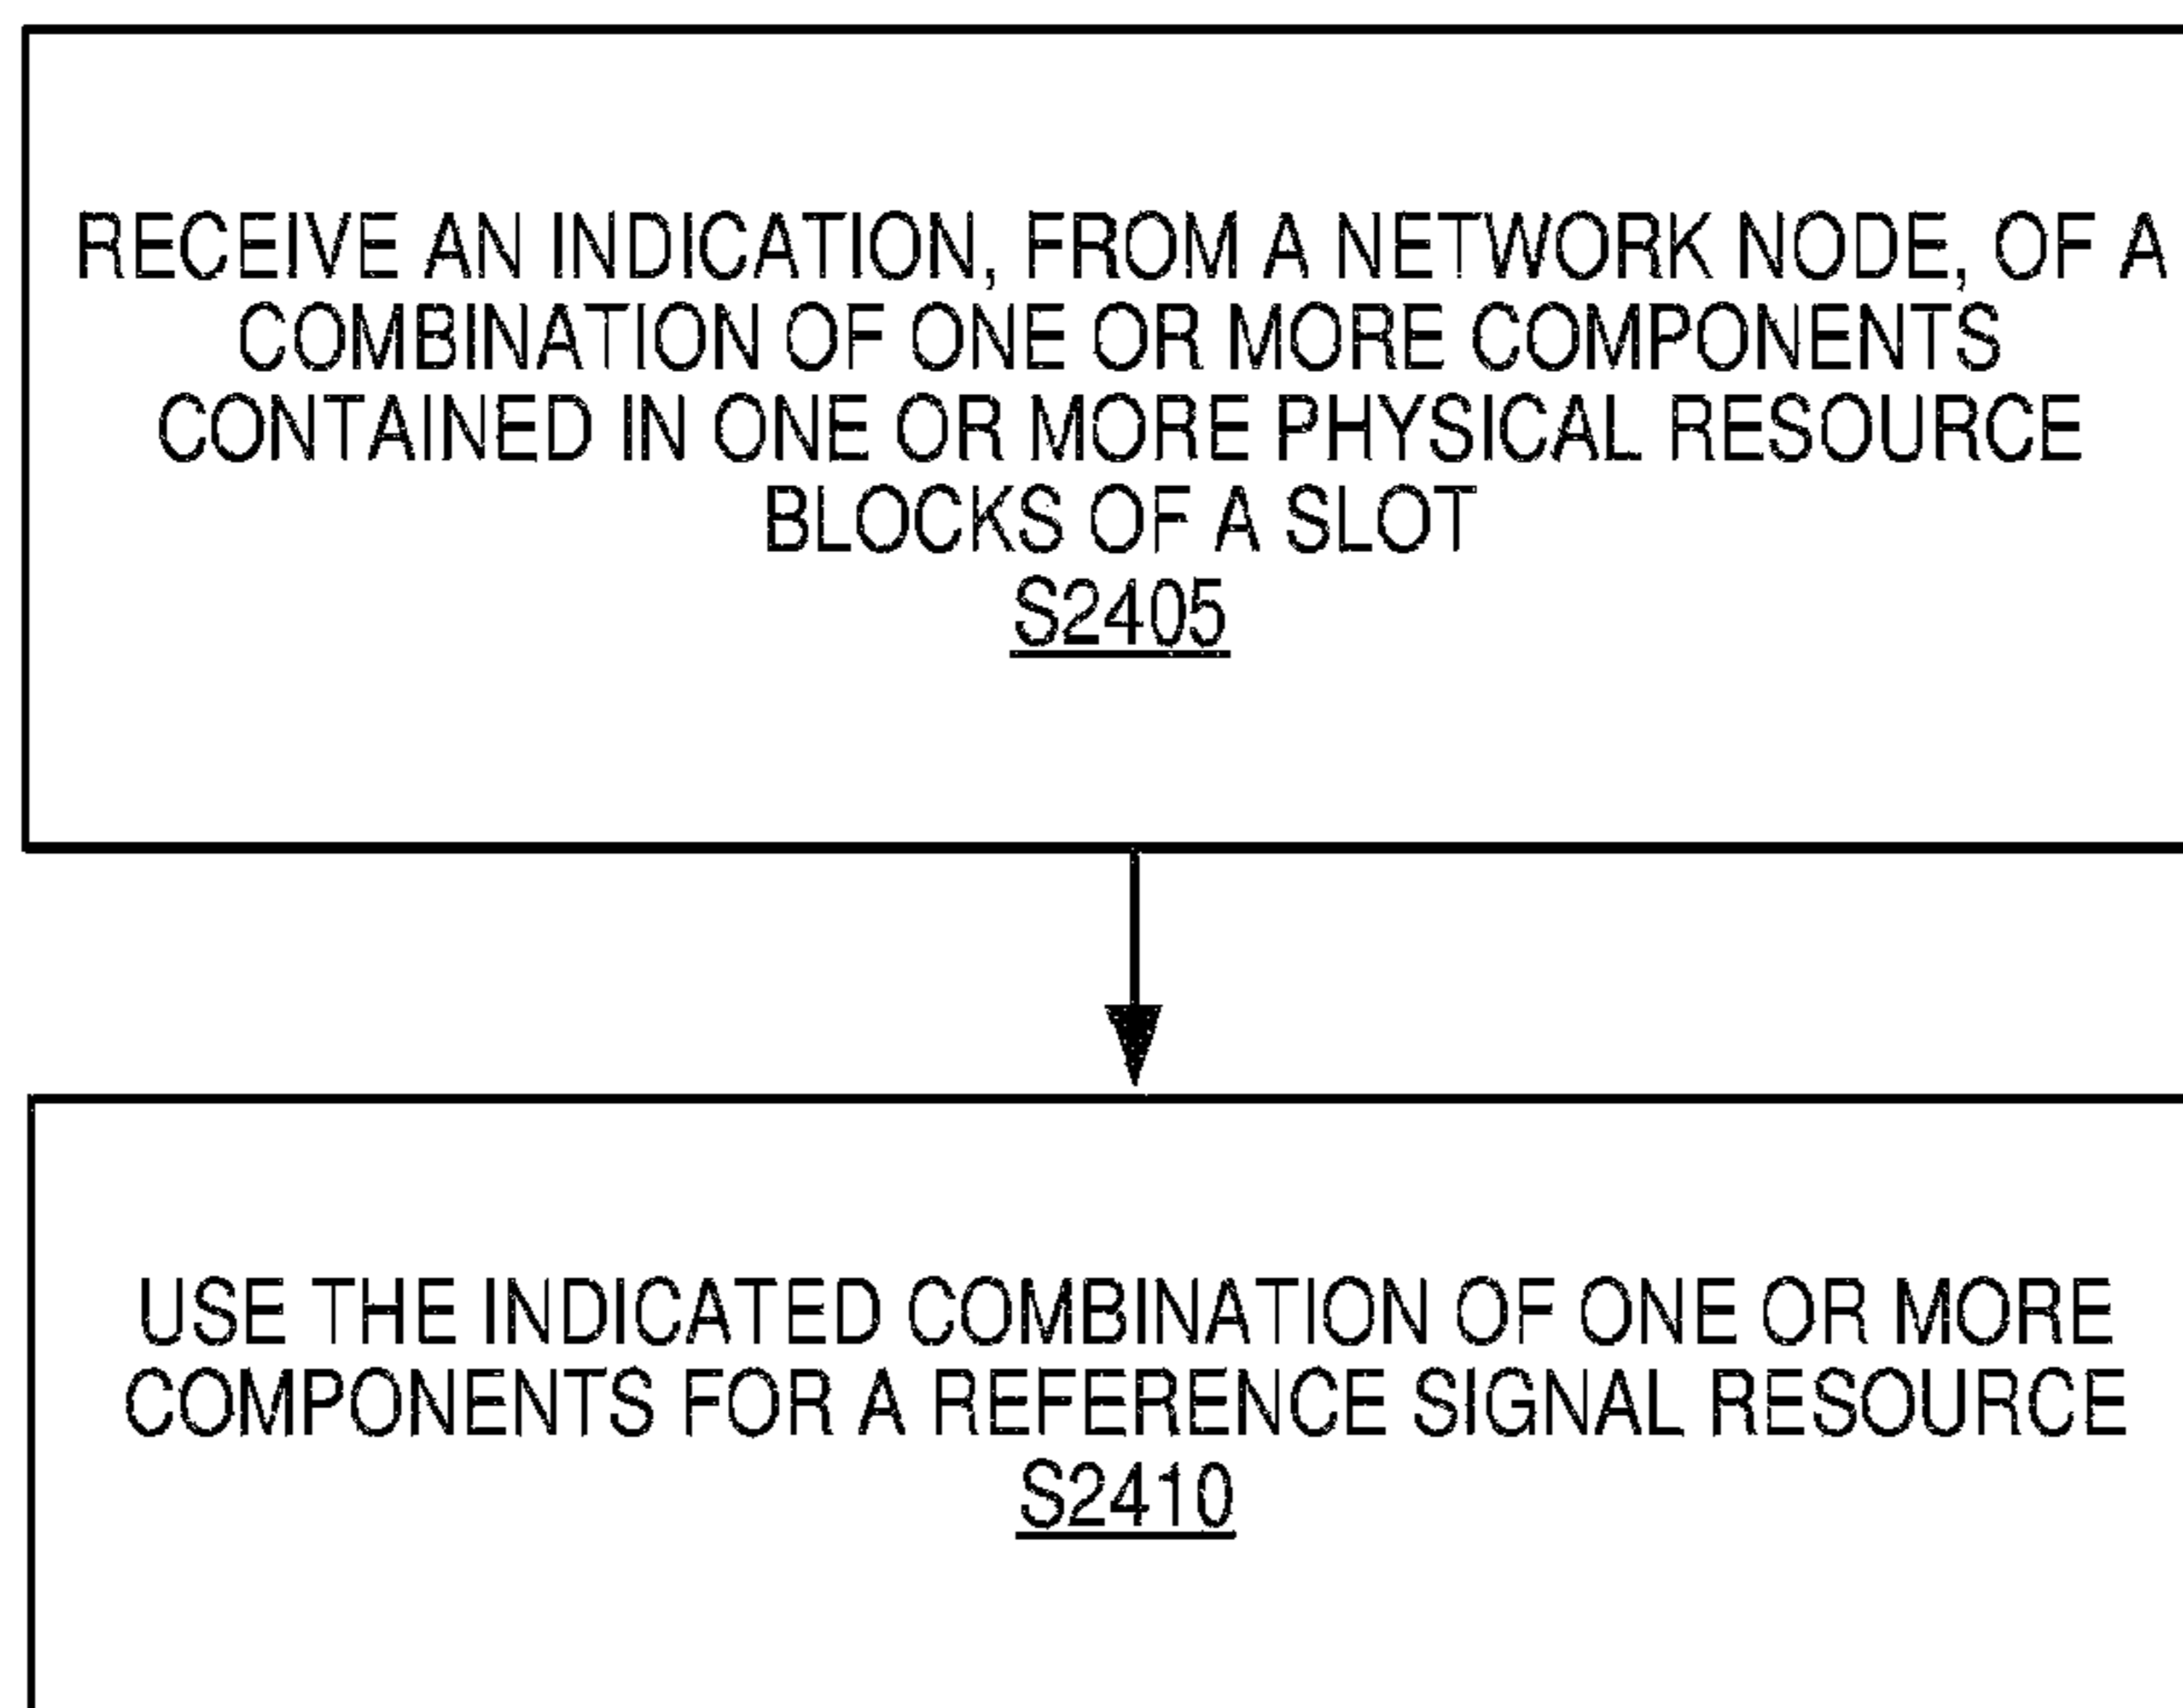 RECEIVE AN INDICATION, FROM A NETWORK NODE, OF A
COMBINATION OF ONE OR MORE COMPONENTS
CONTAINED IN ONE OR MORE PHYSICAL RESOURCE
BLOCKS OF A SLOT
S2405
USE THE INDICATED COMBINATION OF ONE OR MORE
COMPONENTS FOR A REFERENCE SIGNAL RESOURCE
S2410